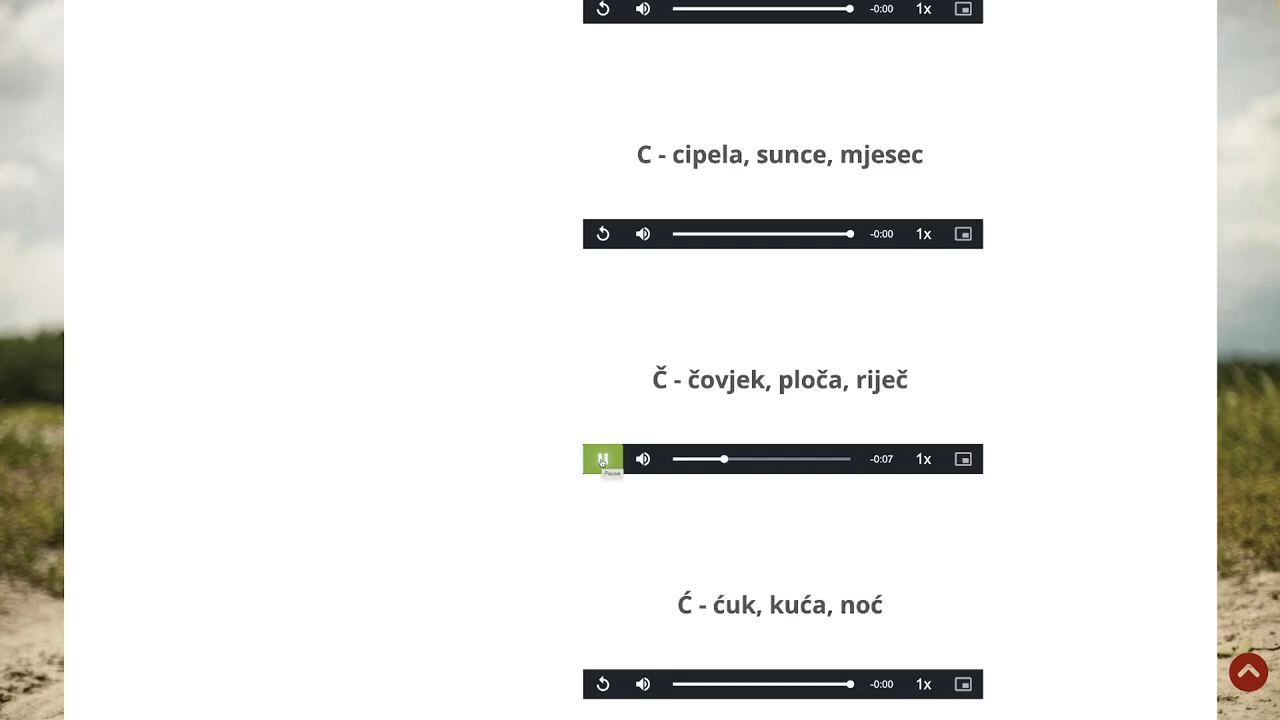 -0:00 1x
C - cipela, sunce, mjesec
-0:00 1x
Č - čovjek, ploča, riječ
-0:07 1x
Pause
Ć - ćuk, kuća, noć
-0:00 1x